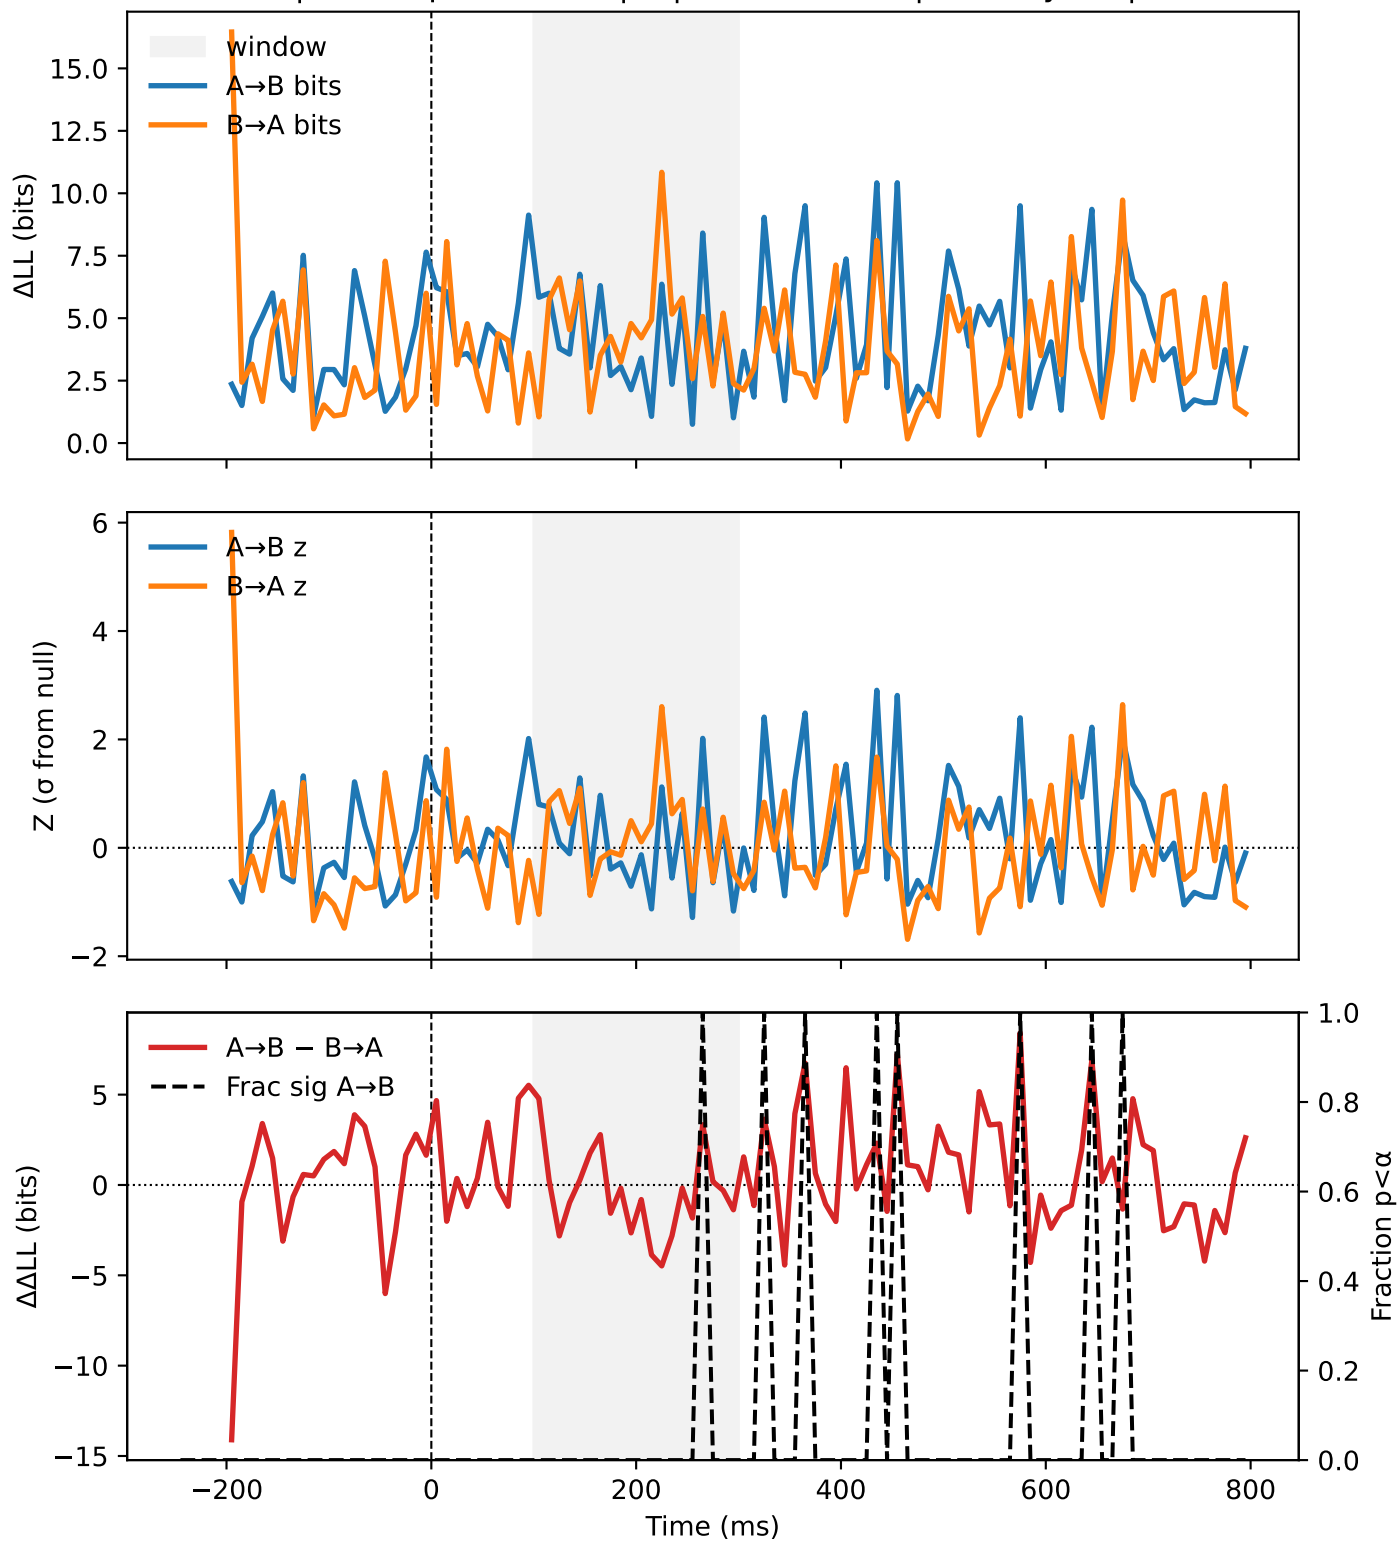 window
A→B bits
B→A bits
ΔLL (bits)
15.0
12.5
10.0
7.5
5.0
2.5
0.0
A→B z
B→A z
Z (σ from null)
6
4
2
0
−2
A→B − B→A
Frac sig A→B
ΔΔLL (bits)
5
0
−5
−10
−15
1.0
0.8
0.6
0.4
0.2
0.0
Fraction p<α
−200
0
200
400
600
800
Time (ms)